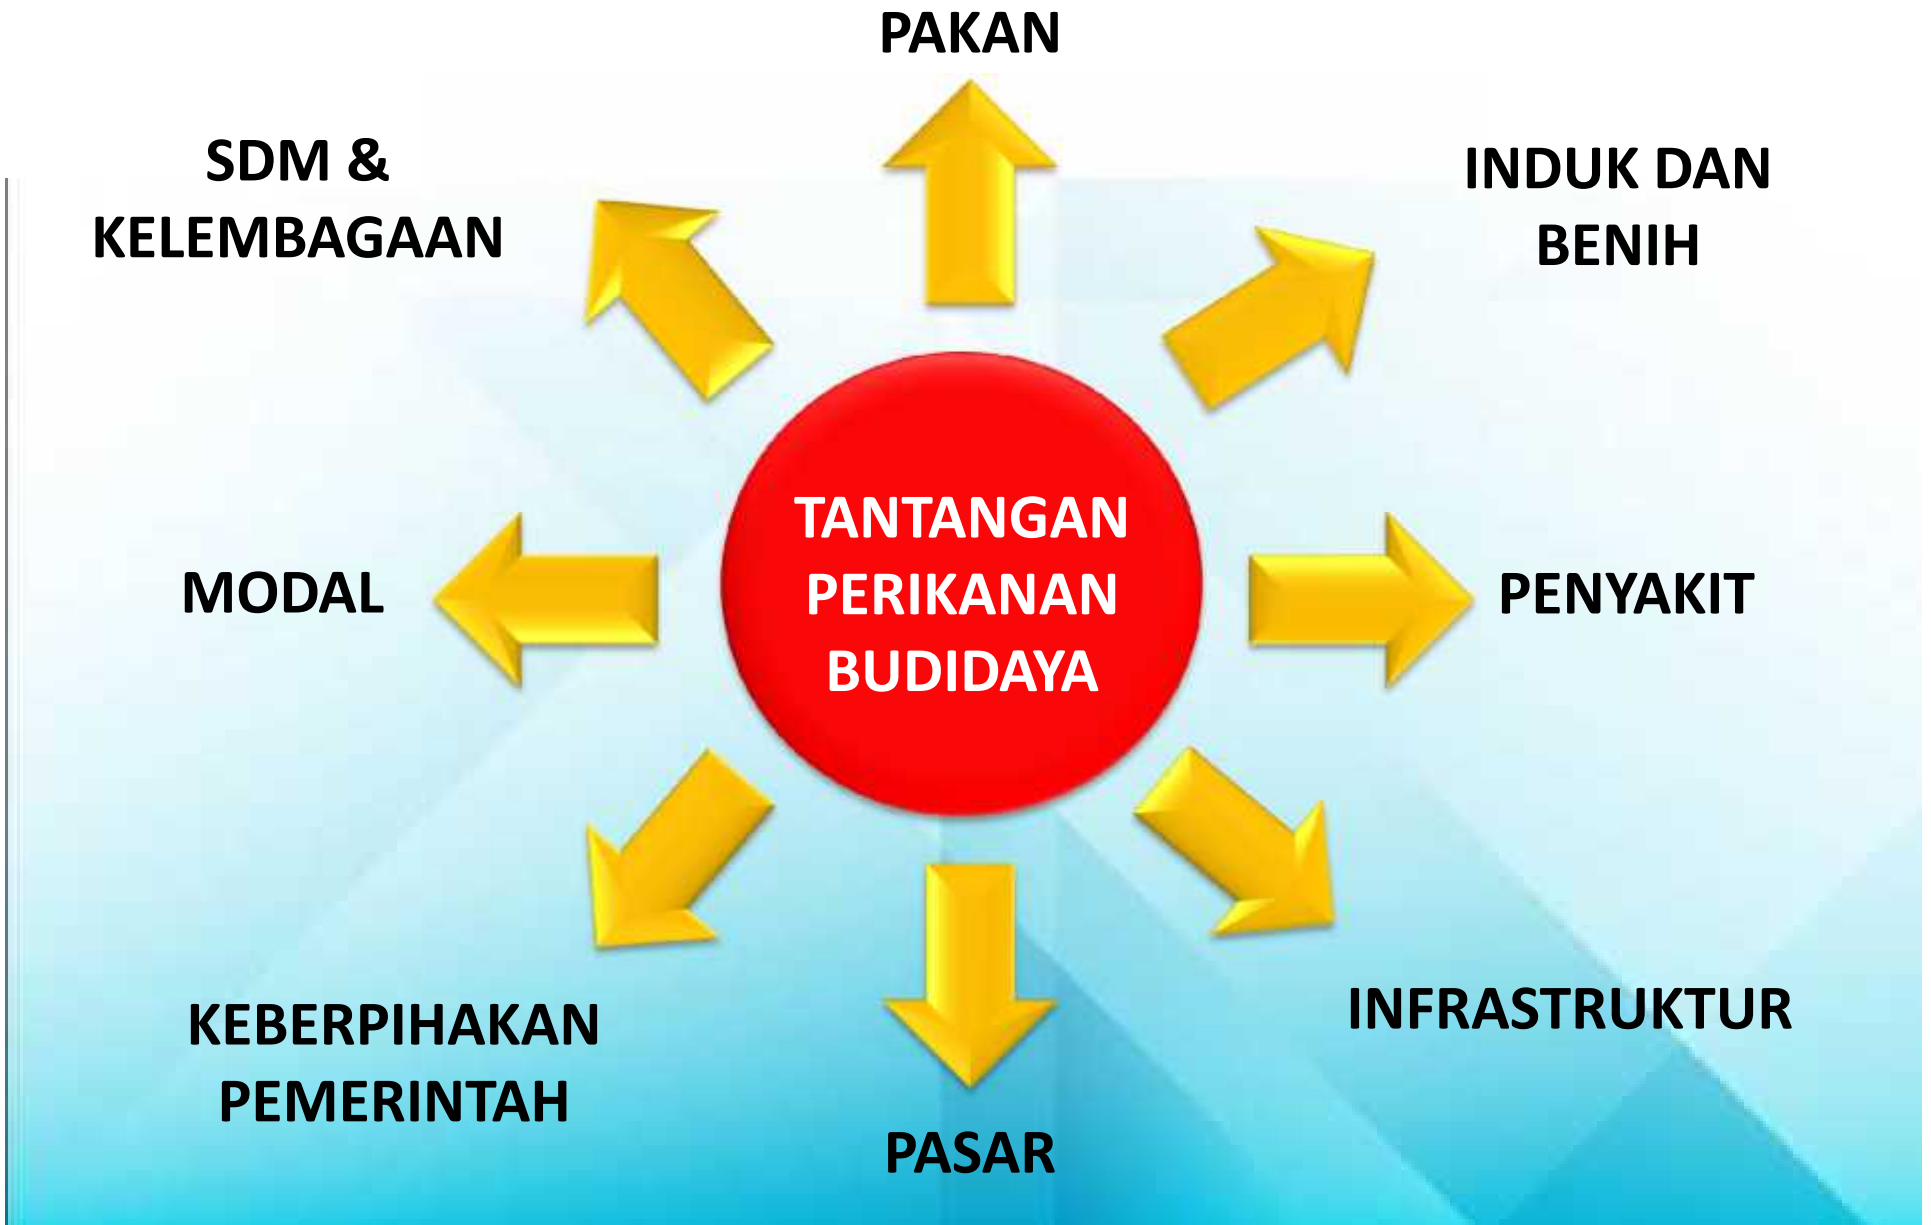 PAKAN
SDM &
KELEMBAGAAN
INDUK DAN
BENIH
TANTANGAN
PERIKANAN
BUDIDAYA
MODAL
PENYAKIT
KEBERPIHAKAN
PEMERINTAH
INFRASTRUKTUR
PASAR